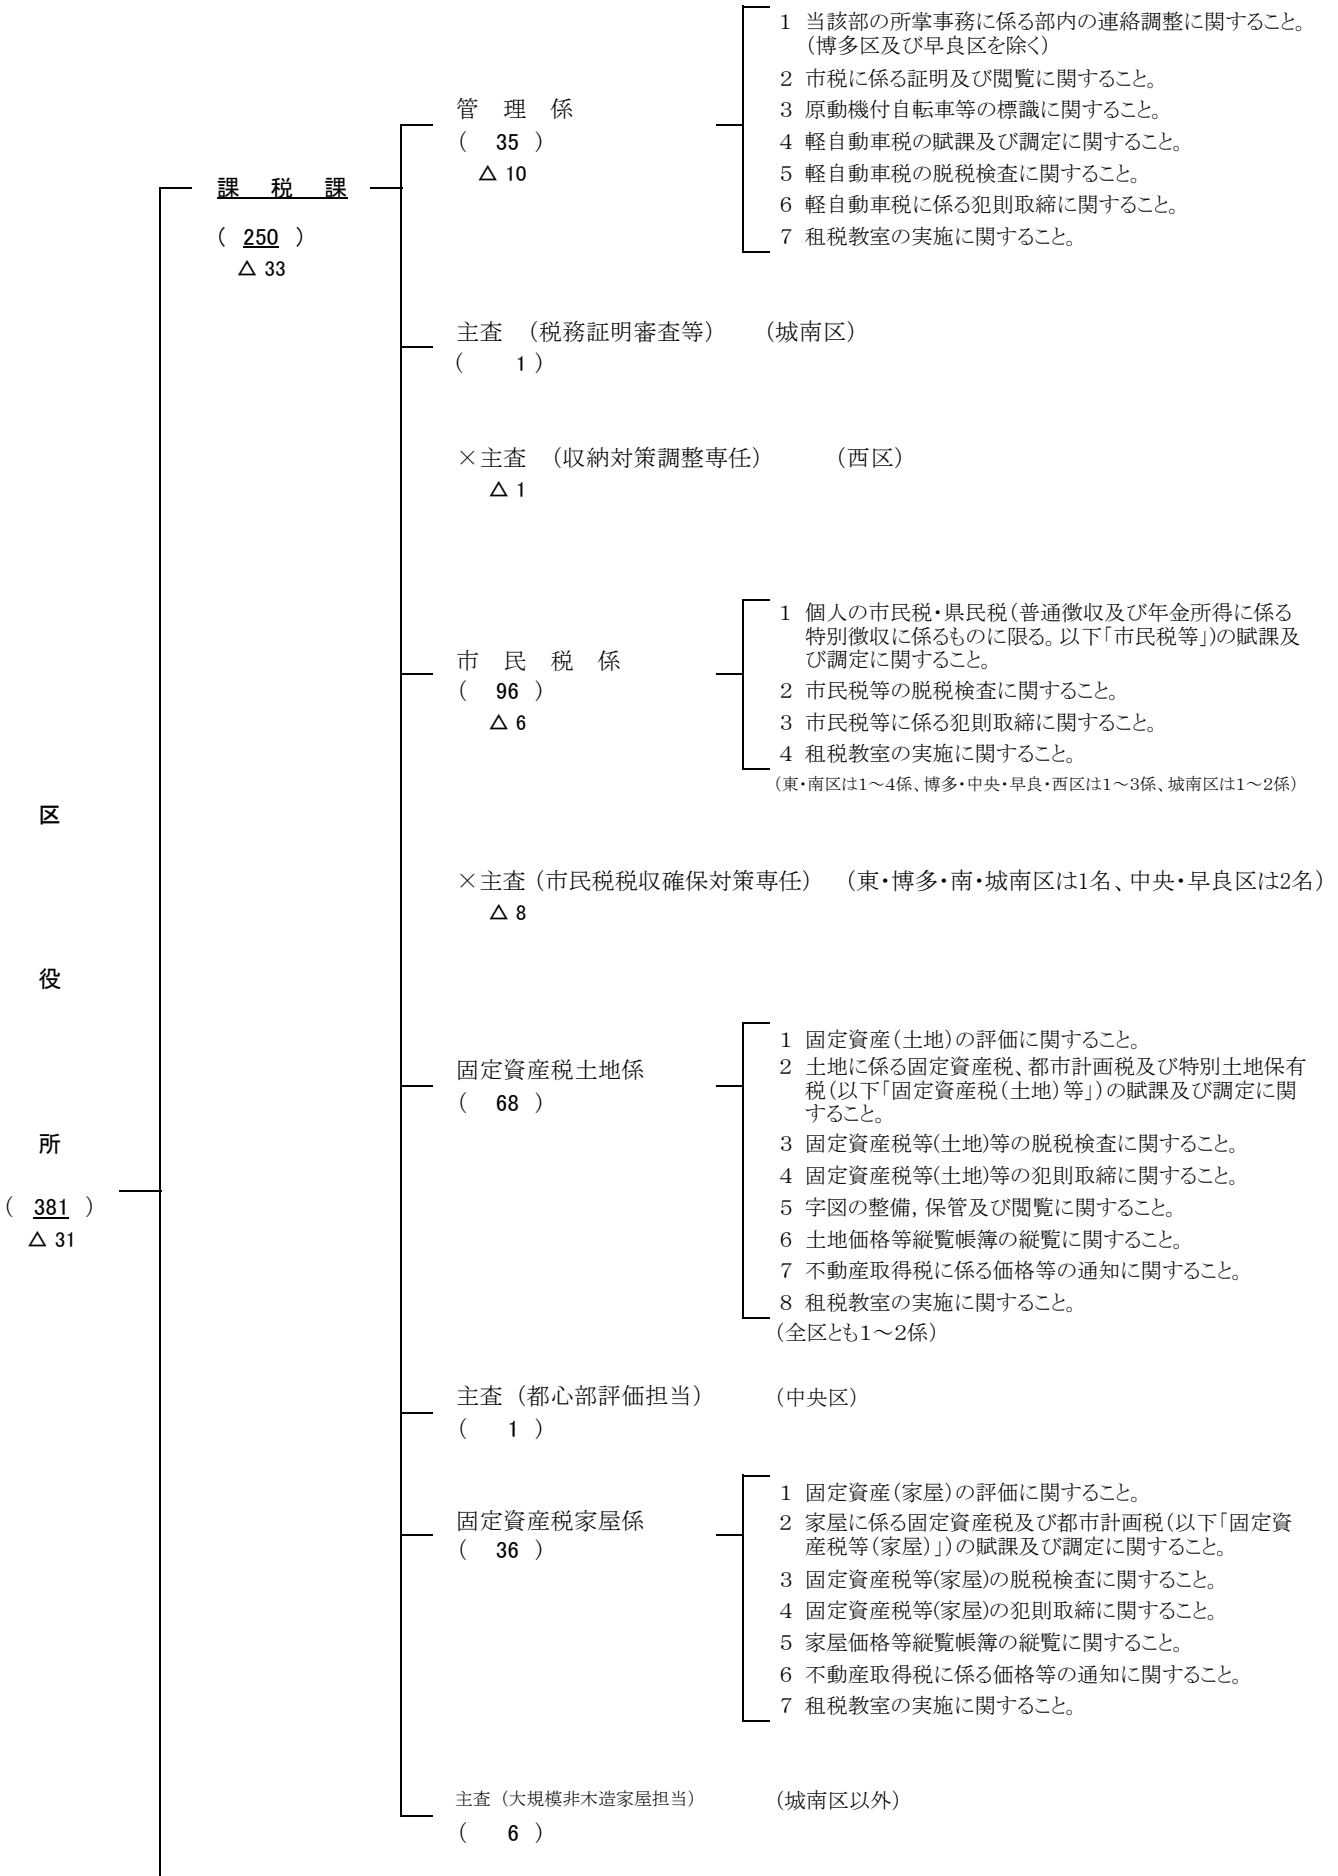 区
役
所
( 381 )
△ 31
課 税 課
( 250 )
△ 33
管 理 係
( 35 )
△ 10
1 当該部の所掌事務に係る部内の連絡調整に関すること。
(博多区及び早良区を除く)
2 市税に係る証明及び閲覧に関すること。
3 原動機付自転車等の標識に関すること。
4 軽自動車税の賦課及び調定に関すること。
5 軽自動車税の脱税検査に関すること。
6 軽自動車税に係る犯則取締に関すること。
7 租税教室の実施に関すること。
主査 (税務証明審査等) (城南区)
( 1 )
×主査 (収納対策調整専任) (西区)
△ 1
市 民 税 係
( 96 )
△ 6
1 個人の市民税・県民税(普通徴収及び年金所得に係る
特別徴収に係るものに限る。以下「市民税等」)の賦課及
び調定に関すること。
2 市民税等の脱税検査に関すること。
3 市民税等に係る犯則取締に関すること。
4 租税教室の実施に関すること。
(東・南区は1~4係、博多・中央・早良・西区は1~3係、城南区は1~2係)
×主査(市民税税収確保対策専任) (東・博多・南・城南区は1名、中央・早良区は2名)
△ 8
固定資産税土地係
( 68 )
1 固定資産(土地)の評価に関すること。
2 土地に係る固定資産税、都市計画税及び特別土地保有
税(以下「固定資産税(土地)等」)の賦課及び調定に関
すること。
3 固定資産税等(土地)等の脱税検査に関すること。
4 固定資産税等(土地)等の犯則取締に関すること。
5 字図の整備,保管及び閲覧に関すること。
6 土地価格等縦覧帳簿の縦覧に関すること。
7 不動産取得税に係る価格等の通知に関すること。
8 租税教室の実施に関すること。
(全区とも1~2係)
主査(都心部評価担当) (中央区)
( 1 )
固定資産税家屋係
( 36 )
1 固定資産(家屋)の評価に関すること。
2 家屋に係る固定資産税及び都市計画税(以下「固定資
産税等(家屋)」)の賦課及び調定に関すること。
3 固定資産税等(家屋)の脱税検査に関すること。
4 固定資産税等(家屋)の犯則取締に関すること。
5 家屋価格等縦覧帳簿の縦覧に関すること。
6 不動産取得税に係る価格等の通知に関すること。
7 租税教室の実施に関すること。
主査(大規模非木造家屋担当) (城南区以外)
( 6 )